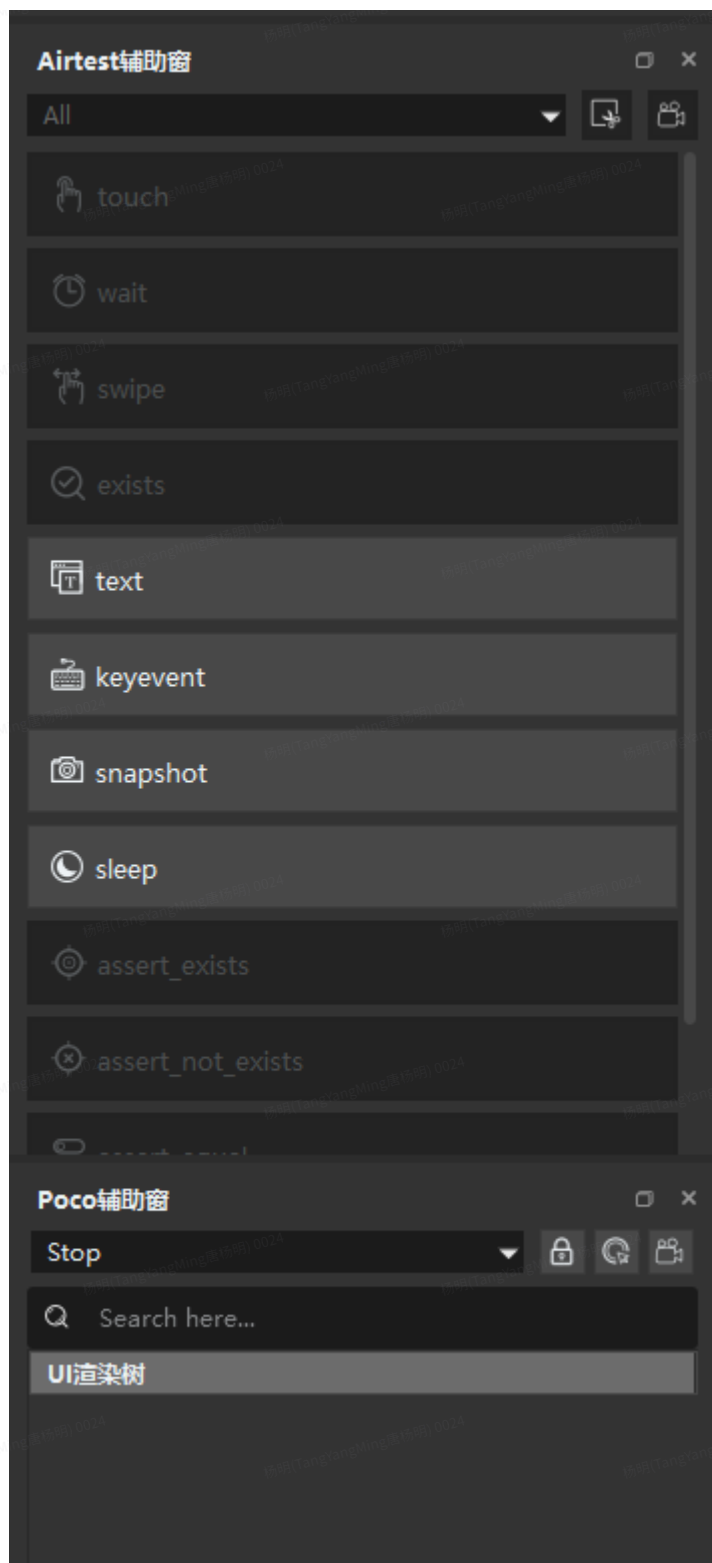 Airtest辅助窗
All
touch
wait
swipe
exists
text
keyevent
snapshot
sleep
assert_exists
assert_not_exists
assert_equal
Poco辅助窗
Stop
Search here...
UI渲染树